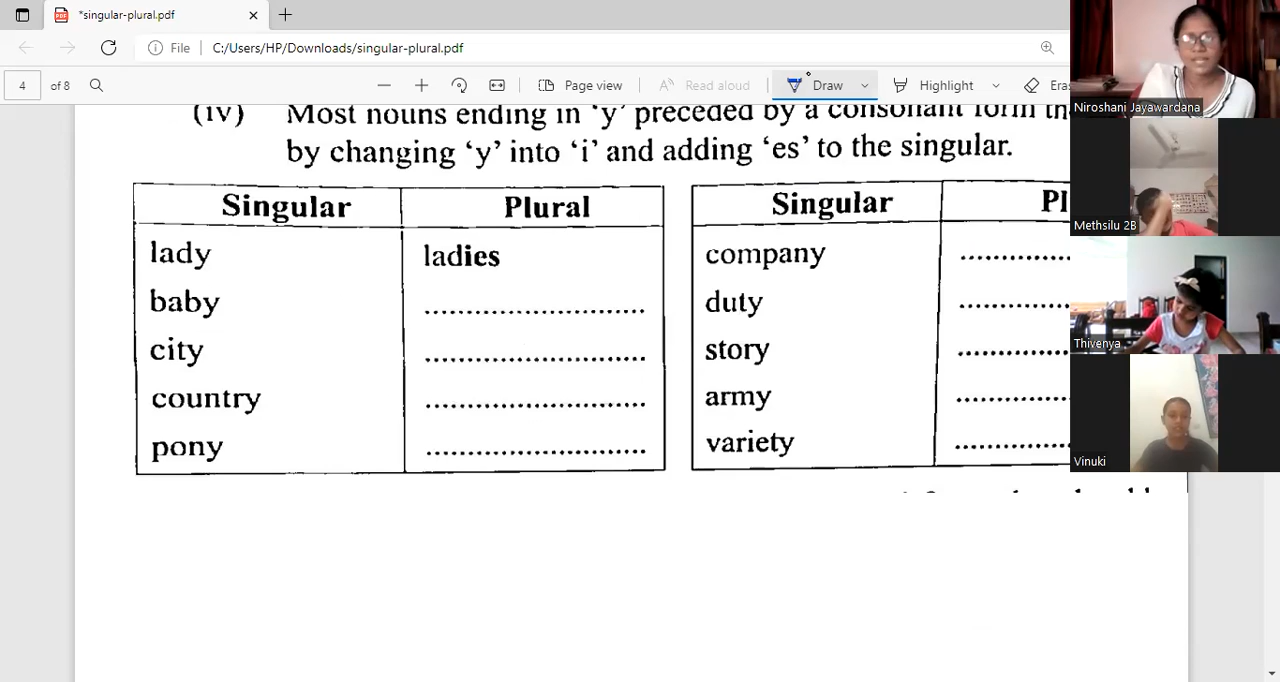 *singular-plural.pdf
File C:/Users/HP/Downloads/singular-plural.pdf
4 of 8 Page view Read aloud Draw Highlight
(iv) Most nouns ending in ‘y’ preceded by a consonant form
by changing ‘y’ into ‘i’ and adding ‘es’ to the singular.
Singular Plural
lady ladies
baby ........................
city ........................
country ........................
pony ........................
Singular
company ............
duty ............
story ............
army ............
variety ............
Niroshani Jayawardana
Methsilu 2B
Thivenya
Vinuki